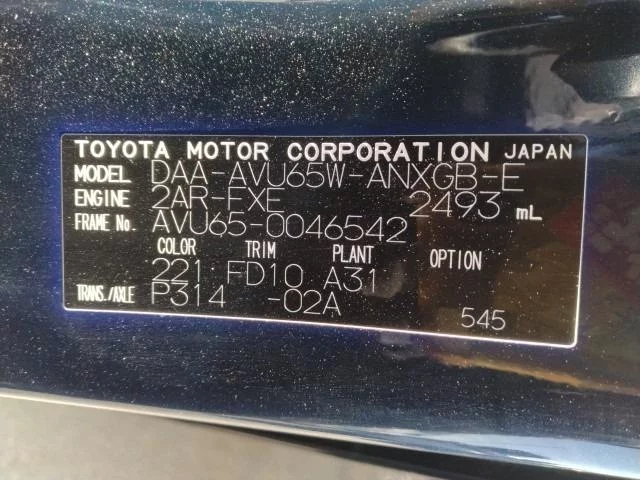 TOYOTA MOTOR CORPORATION JAPAN
MODEL DAA-AVU65W-ANXGB-E
ENGINE 2AR-FXE 2493 mL
FRAME No. AVU65-0046542
COLOR TRIM PLANT OPTION
221 FD10 A31
TRANS./AXLE P314 -02A
545